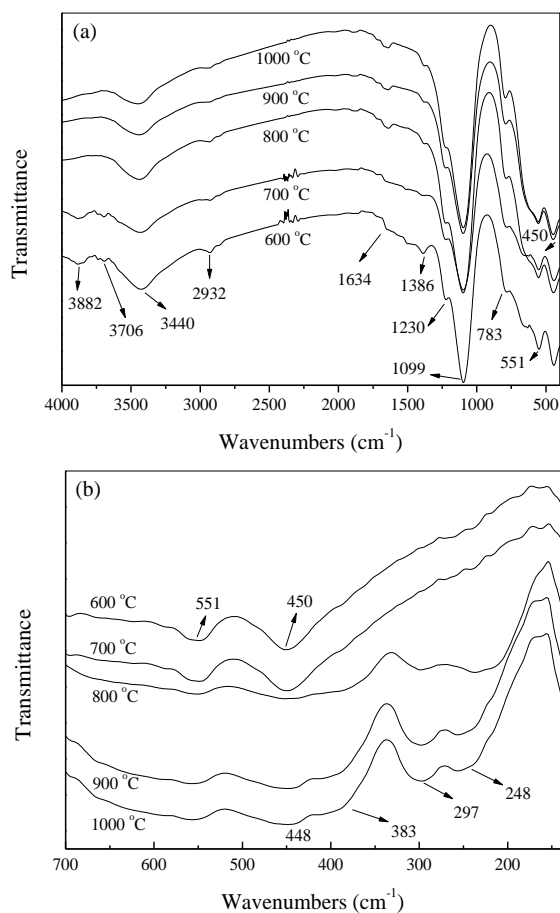 (a)
1000 °C
900 °C
800 °C
700 °C
600 °C
450
3882
3706
3440
2932
1634
1386
1230
1099
783
551
Transmittance
4000 3500 3000 2500 2000 1500 1000 500
Wavenumbers (cm-1)
(b)
600 °C
551
450
700 °C
800 °C
900 °C
1000 °C
448
383
297
248
Transmittance
700 600 500 400 300 200
Wavenumbers (cm-1)